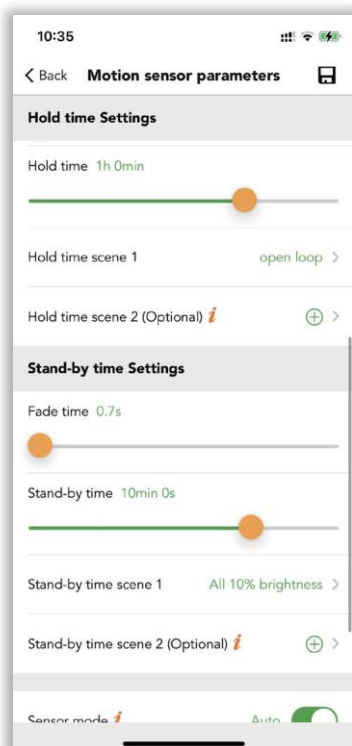 10:35
Back Motion sensor parameters
Hold time Settings
Hold time 1h 0min
Hold time scene 1 open loop
Hold time scene 2 (Optional) i
Stand-by time Settings
Fade time 0.7s
Stand-by time 10min 0s
Stand-by time scene 1 All 10% brightness
Stand-by time scene 2 (Optional) i
Sensor mode i Auto